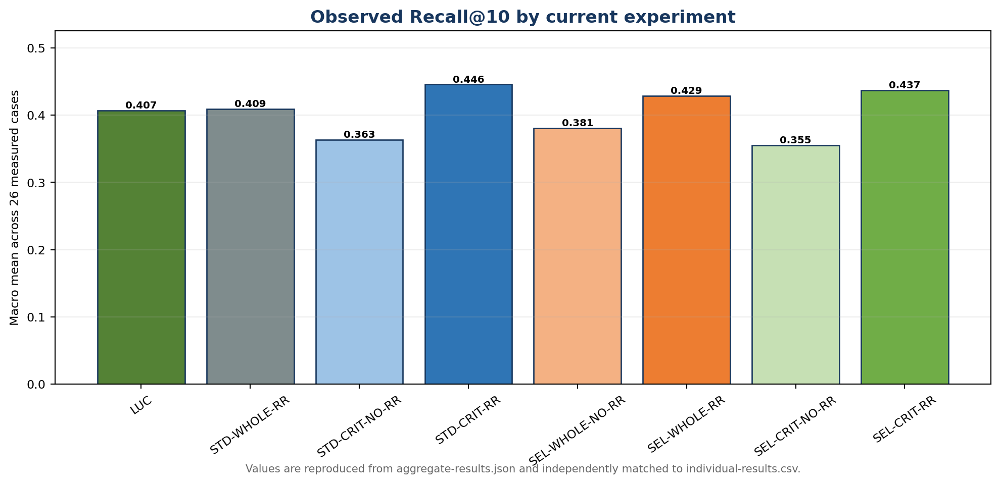 Observed Recall@10 by current experiment
Macro mean across 26 measured cases
0.5
0.4
0.3
0.2
0.1
0.0
0.407
0.409
0.363
0.446
0.381
0.429
0.355
0.437
LUC
STD-WHOLE-RR
STD-CRIT-NO-RR
STD-CRIT-RR
SEL-WHOLE-NO-RR
SEL-WHOLE-RR
SEL-CRIT-NO-RR
SEL-CRIT-RR
Values are reproduced from aggregate-results.json and independently matched to individual-results.csv.